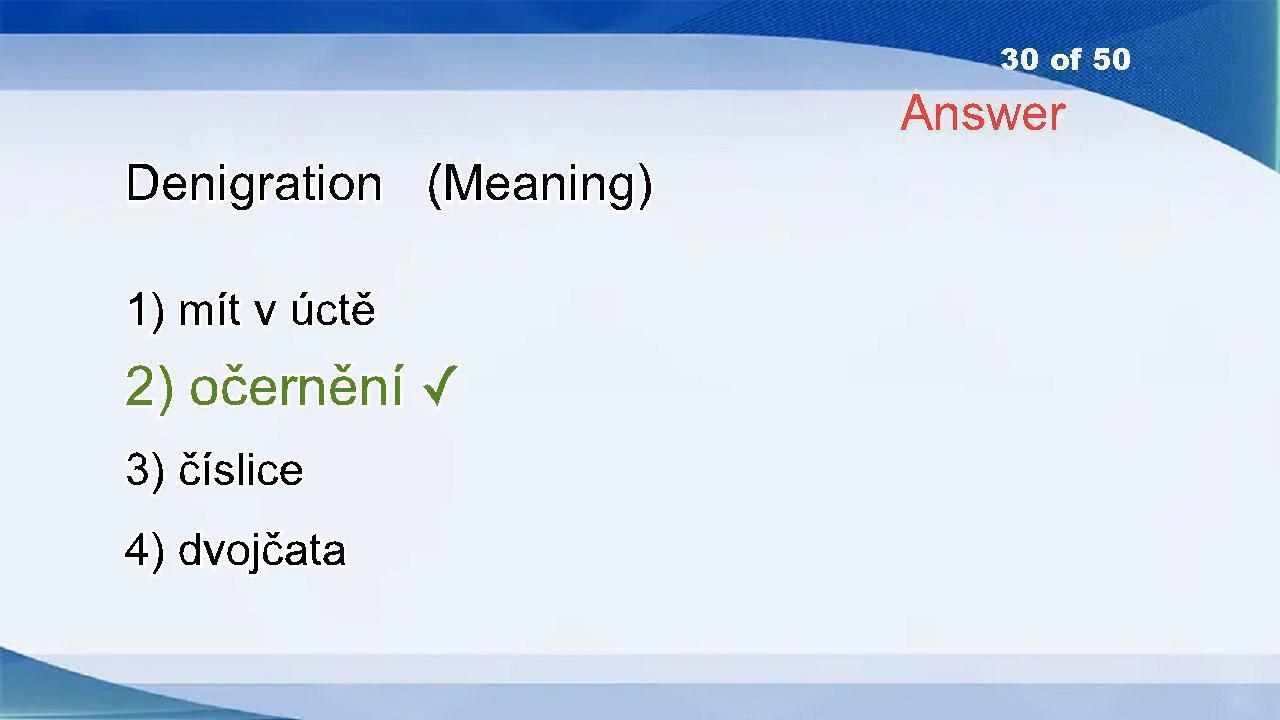 30 of 50
Answer
Denigration (Meaning)
1) mít v úctě
2) očernění ✓
3) číslice
4) dvojčata